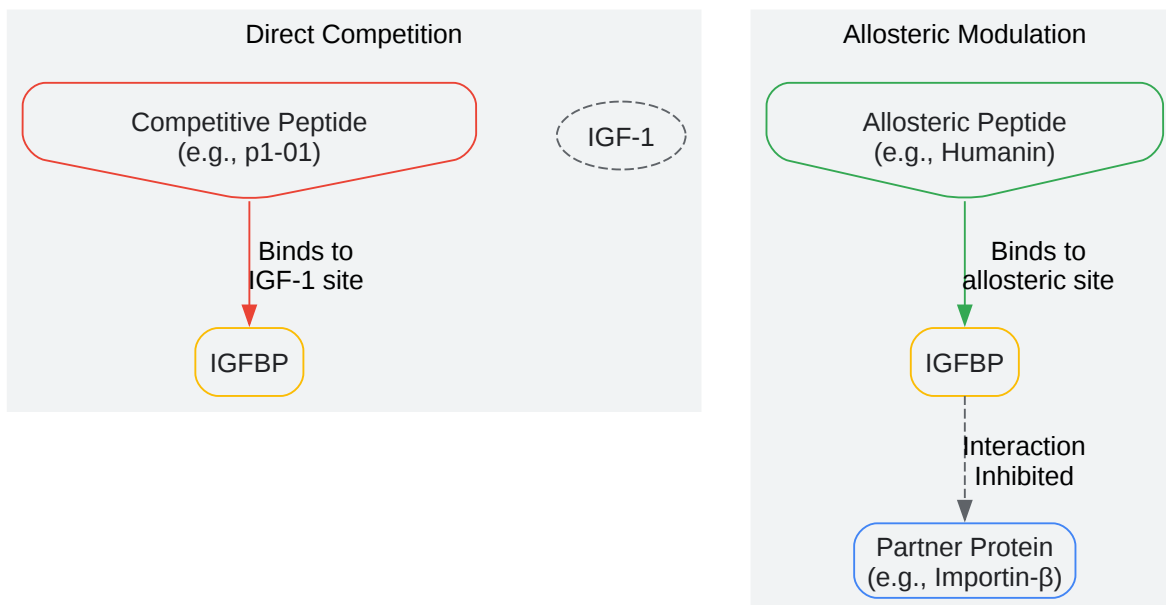 Direct Competition
Competitive Peptide
(e.g., p1-01)
IGF-1
Binds to
IGF-1 site
IGFBP
Allosteric Modulation
Allosteric Peptide
(e.g., Humanin)
Binds to
allosteric site
IGFBP
Interaction
Inhibited
Partner Protein
(e.g., Importin-β)